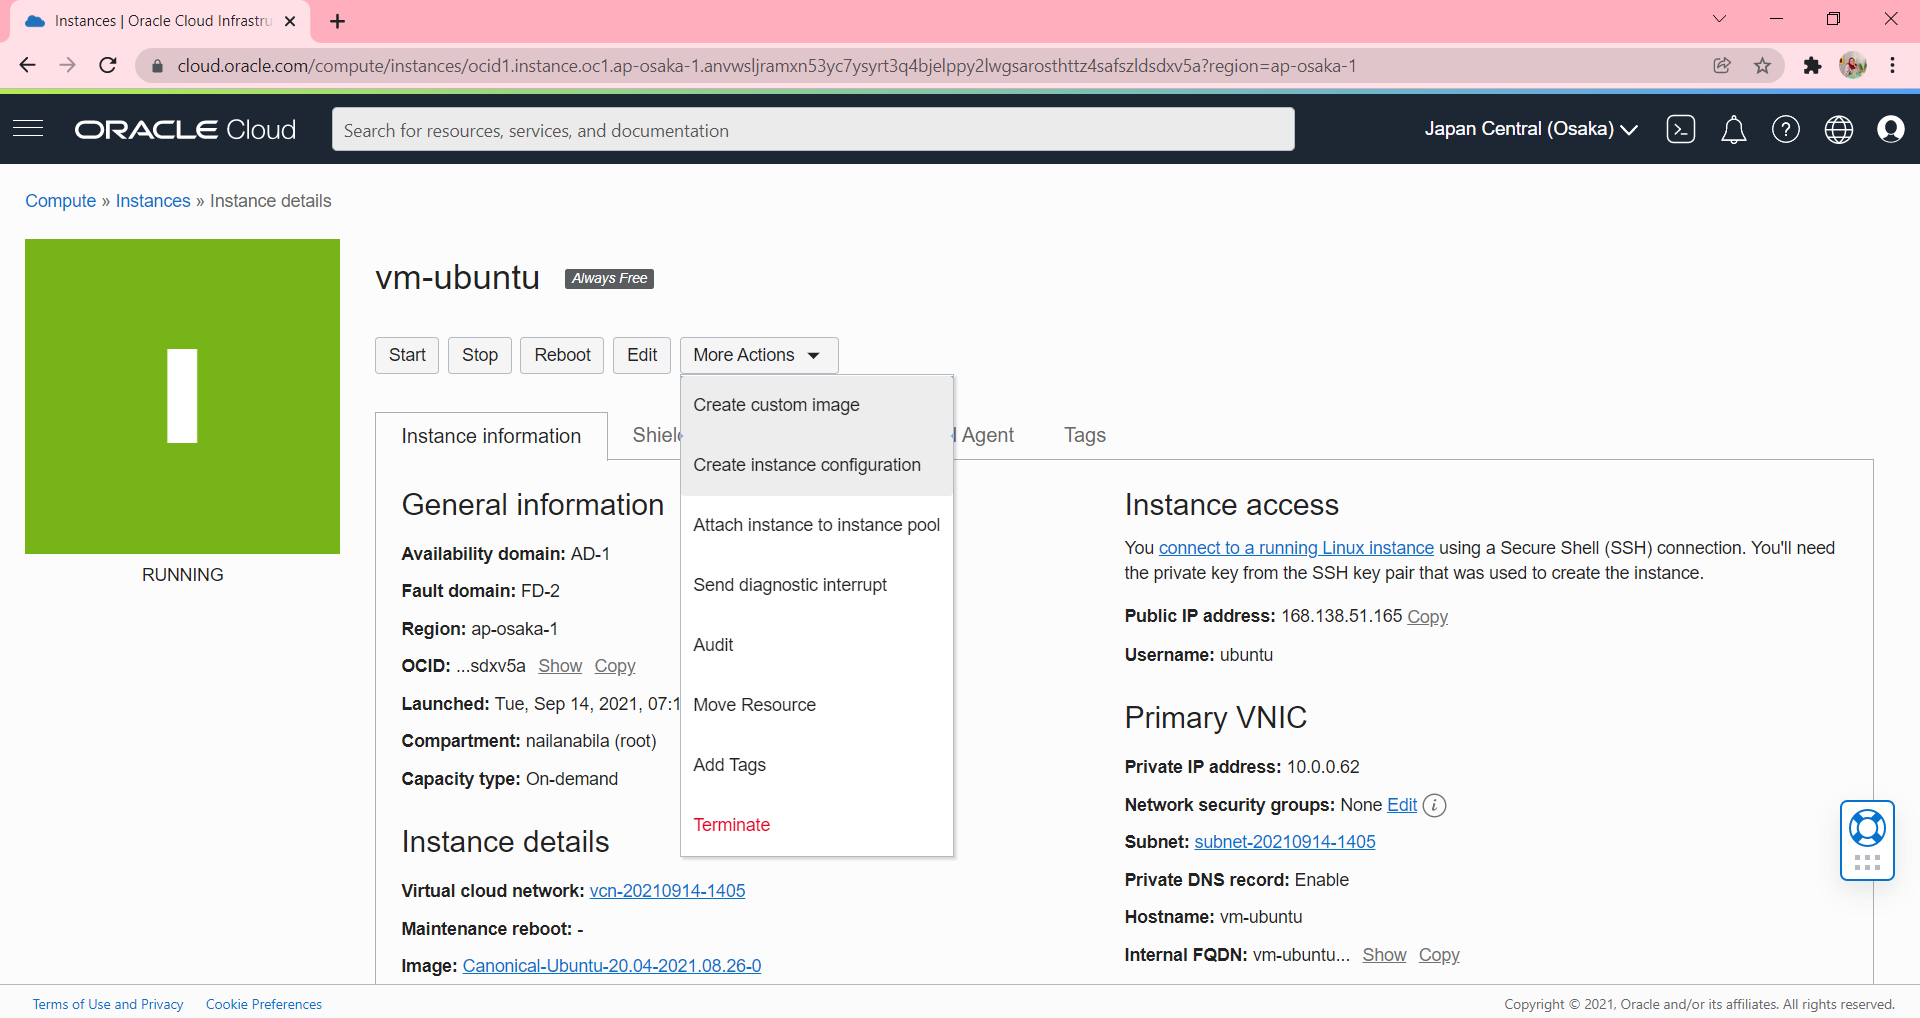 Instances | Oracle Cloud Infrastru
cloud.oracle.com/compute/instances/ocid1.instance.oc1.ap-osaka-1.anvwsljramxn53yc7ysyrt3q4bjelppy2lwgsarosthttz4safszldsdxv5a?region=ap-osaka-1
ORACLE Cloud
Search for resources, services, and documentation
Japan Central (Osaka)
Compute » Instances » Instance details
vm-ubuntu
Always Free
Start
Stop
Reboot
Edit
More Actions
Create custom image
Create instance configuration
Attach instance to instance pool
Send diagnostic interrupt
Audit
Move Resource
Add Tags
Terminate
RUNNING
Instance information
Shiel
Agent
Tags
General information
Availability domain: AD-1
Fault domain: FD-2
Region: ap-osaka-1
OCID: ...sdxv5a Show Copy
Launched: Tue, Sep 14, 2021, 07:1
Compartment: nailanabila (root)
Capacity type: On-demand
Instance details
Virtual cloud network: vcn-20210914-1405
Maintenance reboot: -
Image: Canonical-Ubuntu-20.04-2021.08.26-0
Instance access
You connect to a running Linux instance using a Secure Shell (SSH) connection. You'll need
the private key from the SSH key pair that was used to create the instance.
Public IP address: 168.138.51.165 Copy
Username: ubuntu
Primary VNIC
Private IP address: 10.0.0.62
Network security groups: None Edit
Subnet: subnet-20210914-1405
Private DNS record: Enable
Hostname: vm-ubuntu
Internal FQDN: vm-ubuntu... Show Copy
Terms of Use and Privacy
Cookie Preferences
Copyright © 2021, Oracle and/or its affiliates. All rights reserved.